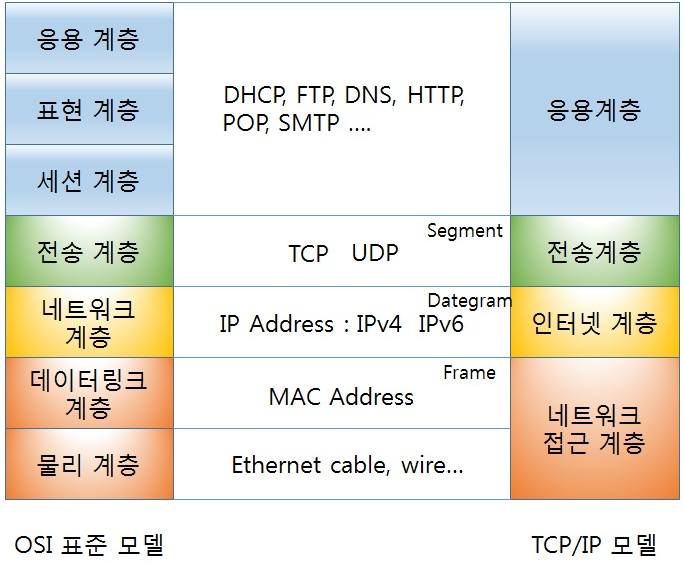 응용 계층
표현 계층
세션 계층
DHCP, FTP, DNS, HTTP,
POP, SMTP ....
응용계층
전송 계층
Segment
TCP UDP
전송계층
네트워크
계층
Dategram
IP Address : IPv4 IPv6
인터넷 계층
데이터링크
계층
Frame
MAC Address
네트워크
접근 계층
물리 계층
Ethernet cable, wire...
OSI 표준 모델
TCP/IP 모델